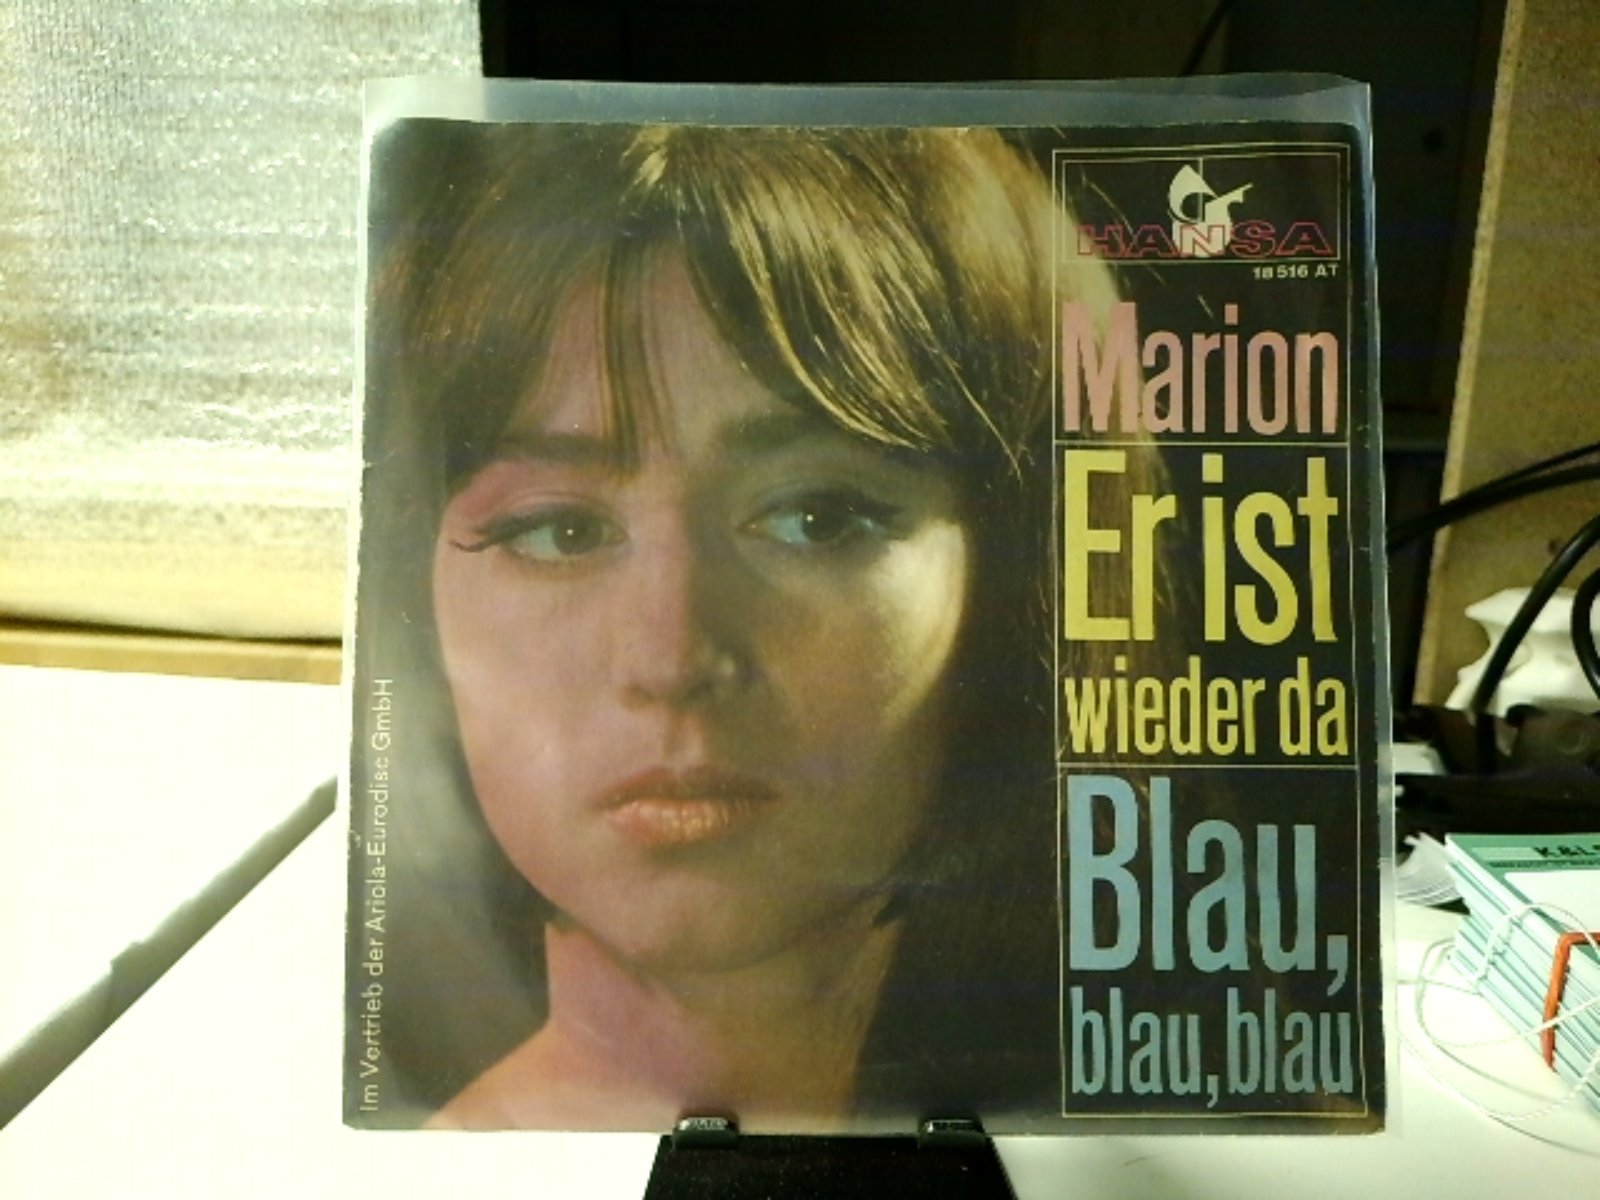 HANSA
18 516 AT
Marion
Er ist
wieder da
Blau,
blau, blau
Im Vertrieb der Ariola-Eurodisc GmbH